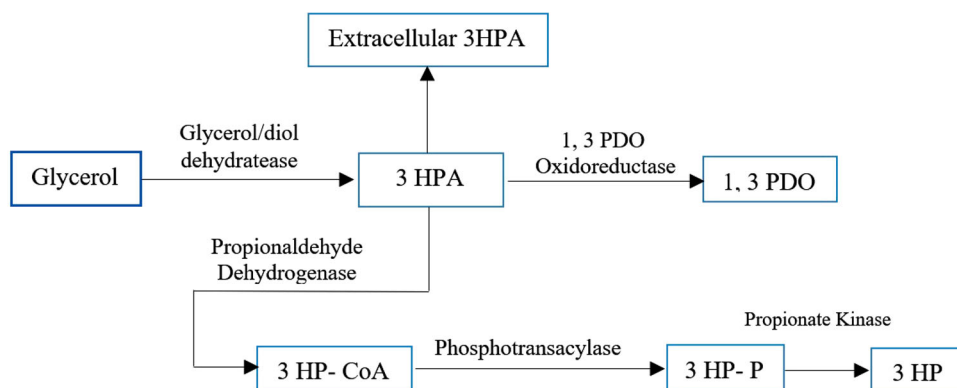 Extracellular 3HPA
Glycerol/diol
dehydratease
1, 3 PDO
Oxidoreductase
Glycerol
3 HPA
1, 3 PDO
Propionaldehyde
Dehydrogenase
Propionate Kinase
3 HP- CoA
Phosphotransacylase
3 HP- P
3 HP